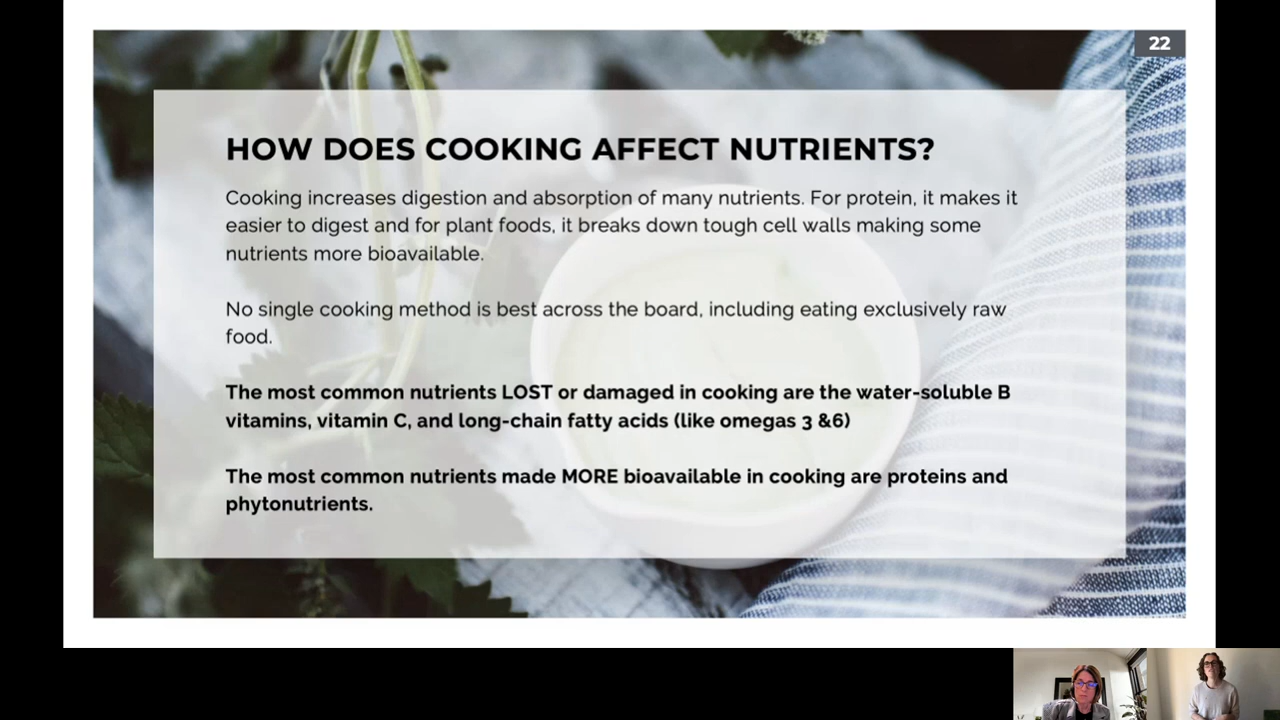 22
HOW DOES COOKING AFFECT NUTRIENTS?
Cooking increases digestion and absorption of many nutrients. For protein, it makes it
easier to digest and for plant foods, it breaks down tough cell walls making some
nutrients more bioavailable.
No single cooking method is best across the board, including eating exclusively raw
food.
The most common nutrients LOST or damaged in cooking are the water-soluble B
vitamins, vitamin C, and long-chain fatty acids (like omegas 3 &6)
The most common nutrients made MORE bioavailable in cooking are proteins and
phytonutrients.